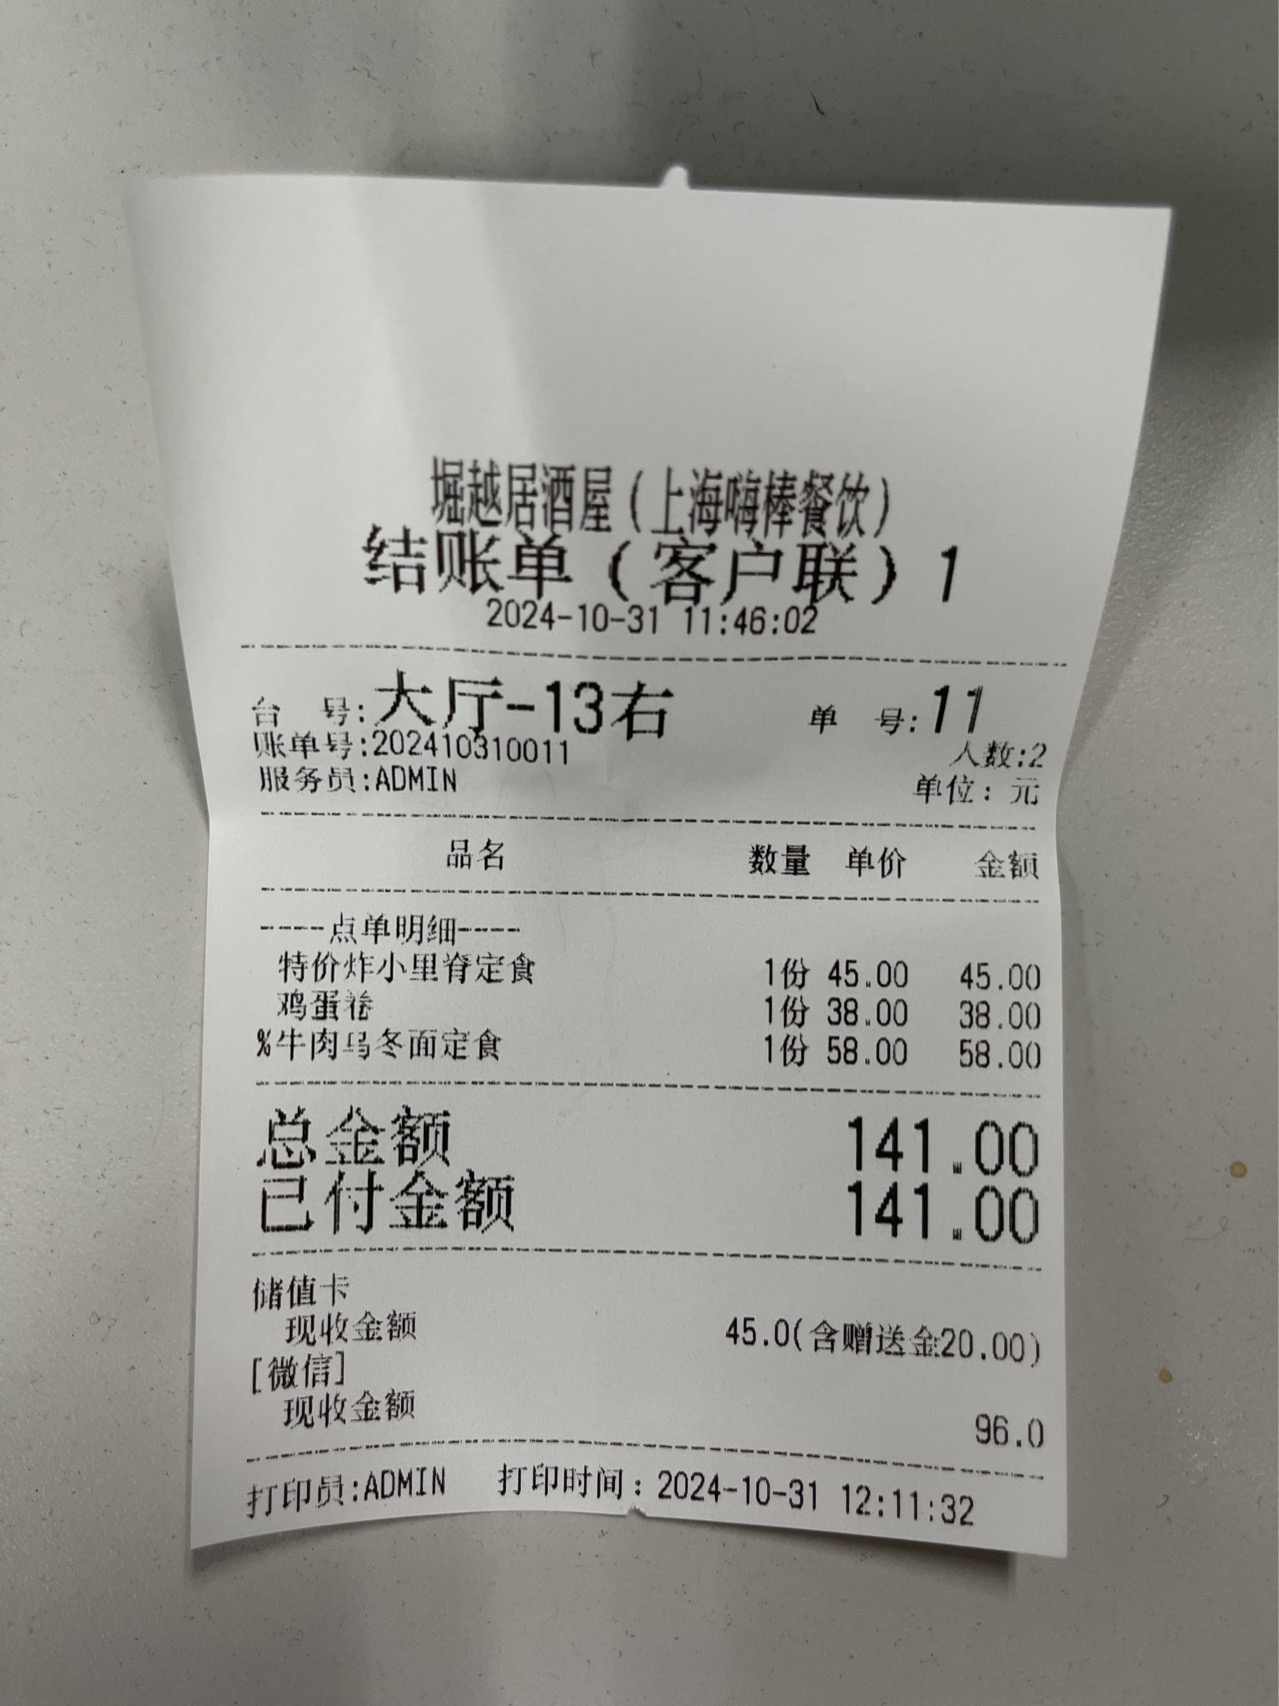 堀越居酒屋(上海嗨棒餐饮)
结账单(客户联)1
2024-10-31 11:46:02
台 号:大厅-13右 单 号:11
账单号:202410310011 人数:2
服务员:ADMIN 单位: 元
品名 数量 单价 金额
----点单明细----
特价炸小里脊定食 1份 45.00 45.00
鸡蛋卷 1份 38.00 38.00
%牛肉乌冬面定食 1份 58.00 58.00
总金额 141.00
已付金额 141.00
储值卡
现收金额 45.0(含赠送金20.00)
[微信]
现收金额 96.0
打印员:ADMIN 打印时间: 2024-10-31 12:11:32